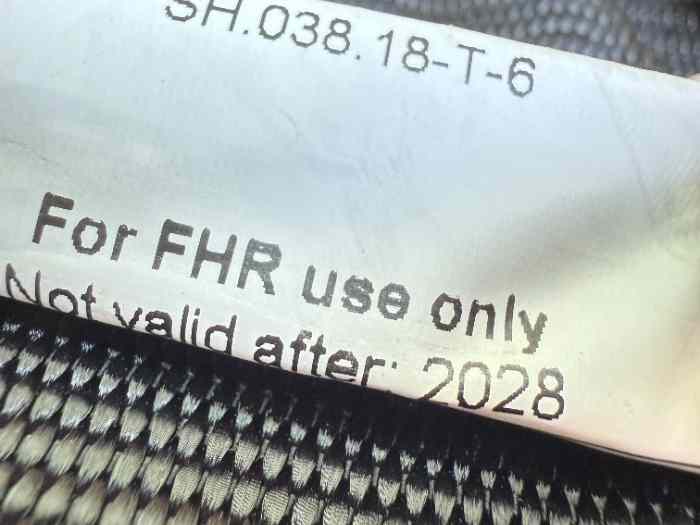 SH.038.18-T-6
For FHR use only
Not valid after: 2028